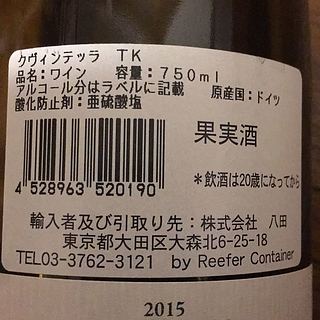 クヴィンテッラ TK
品名：ワイン 容量：750ml
アルコール分はラベルに記載 原産国：ドイツ
酸化防止剤：亜硫酸塩
果実酒
4 528963 520190
＊飲酒は20歳になってから
輸入者及び引取り先：株式会社 八田
東京都大田区大森北6-25-18
TEL03-3762-3121 by Reefer Container
2015